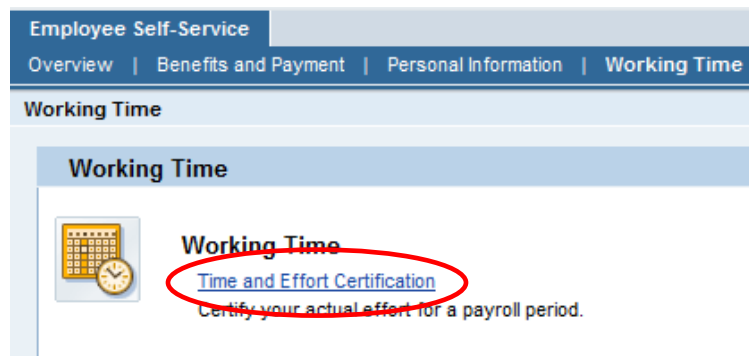 Employee Self-Service
Overview | Benefits and Payment | Personal Information | Working Time
Working Time
Working Time
Working Time
Time and Effort Certification
Certify your actual effort for a payroll period.